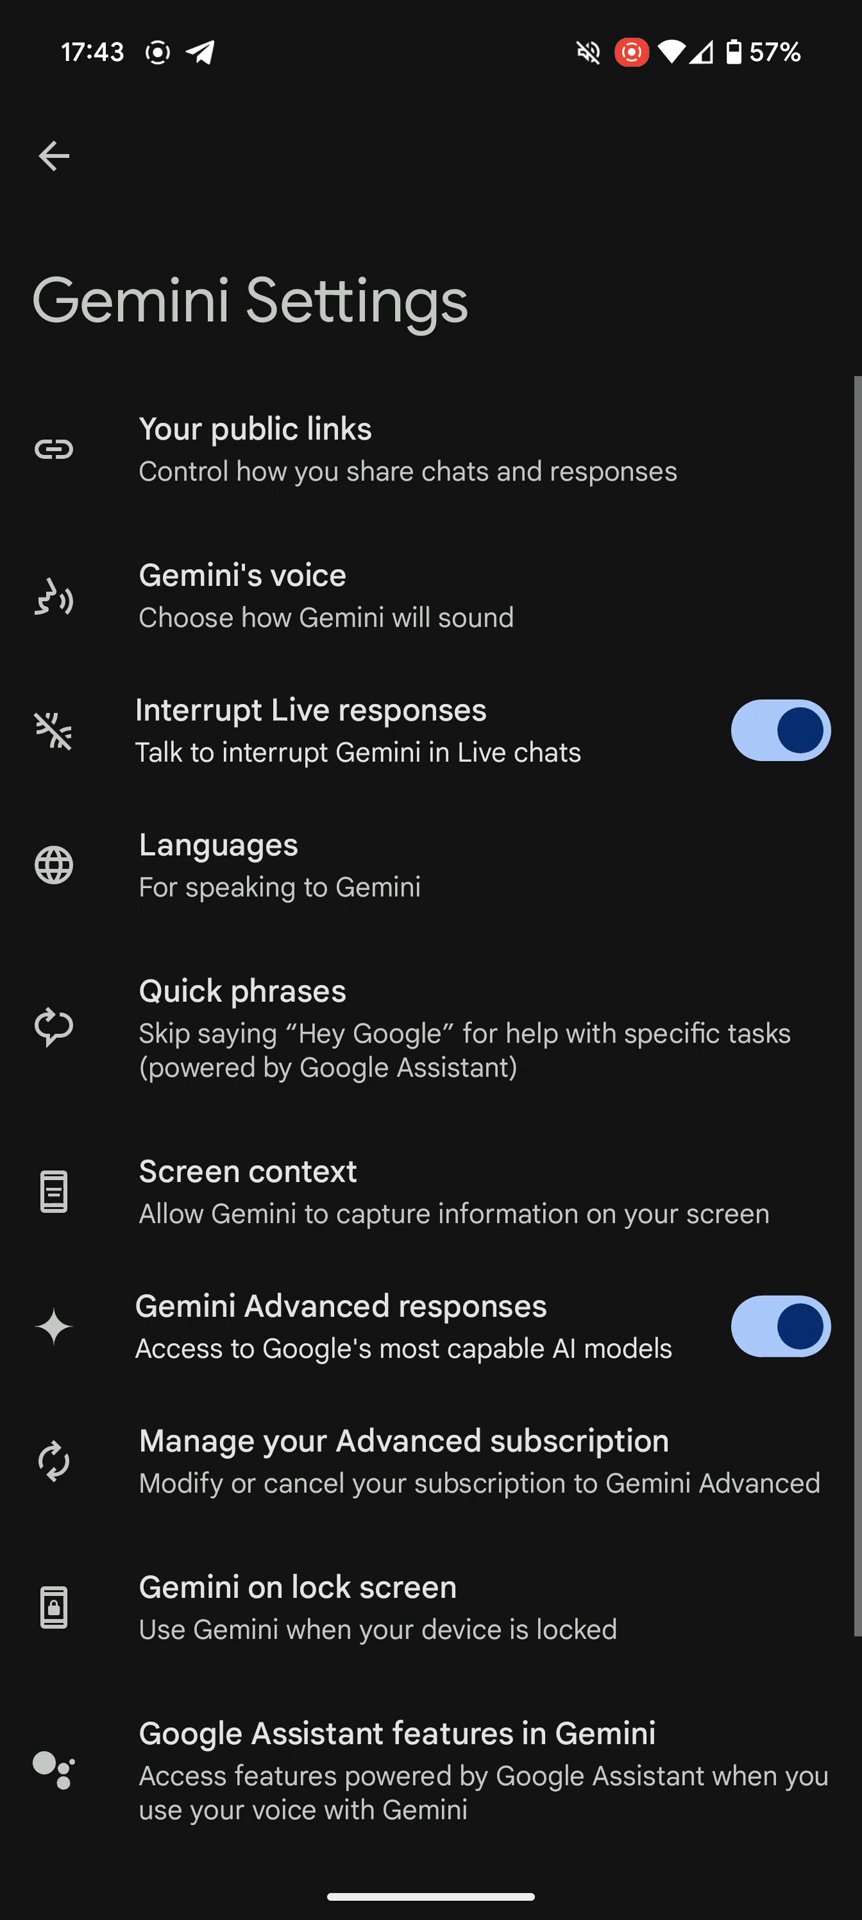 17:43
57%
Gemini Settings
Your public links
Control how you share chats and responses
Gemini's voice
Choose how Gemini will sound
Interrupt Live responses
Talk to interrupt Gemini in Live chats
Languages
For speaking to Gemini
Quick phrases
Skip saying “Hey Google” for help with specific tasks
(powered by Google Assistant)
Screen context
Allow Gemini to capture information on your screen
Gemini Advanced responses
Access to Google's most capable AI models
Manage your Advanced subscription
Modify or cancel your subscription to Gemini Advanced
Gemini on lock screen
Use Gemini when your device is locked
Google Assistant features in Gemini
Access features powered by Google Assistant when you
use your voice with Gemini